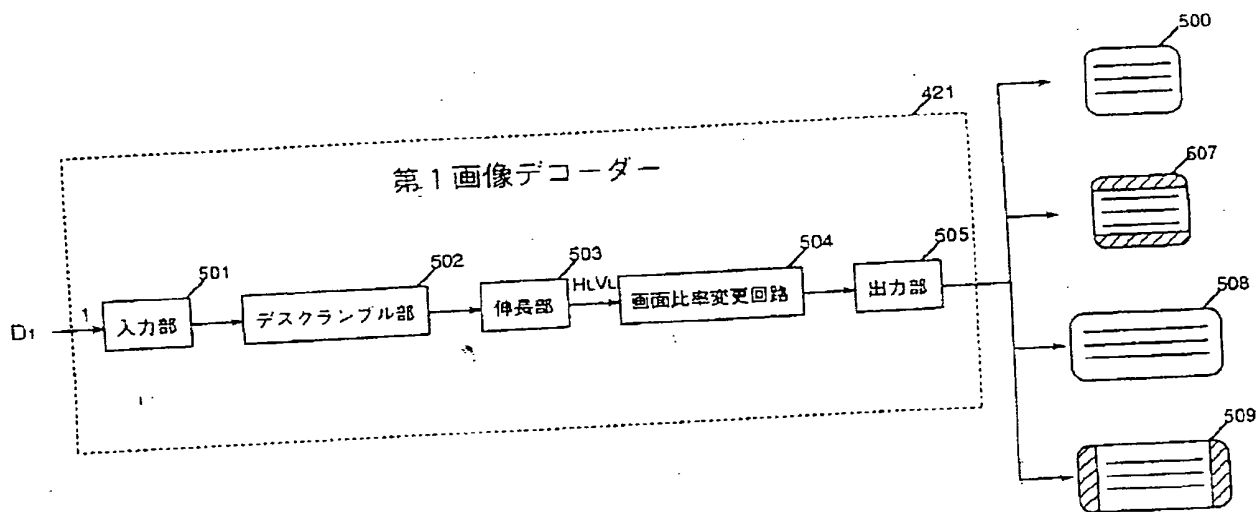 500
421
第1画像デコーダー
507
501
502
503
504
505
D1
1
入力部
デスクランブル部
伸長部
HLVL
画面比率変更回路
出力部
508
509